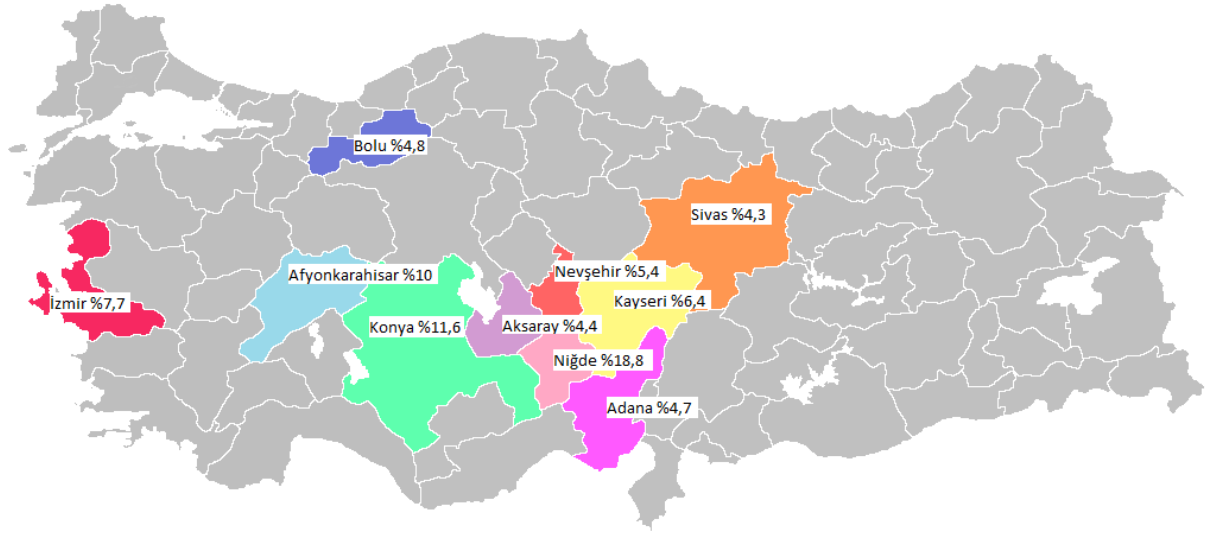 Bolu %4,8
Sivas %4,3
Afyonkarahisar %10
Nevşehir %5,4
İzmir %7,7
Kayseri %6,4
Konya %11,6
Aksaray %4,4
Niğde %18,8
Adana %4,7